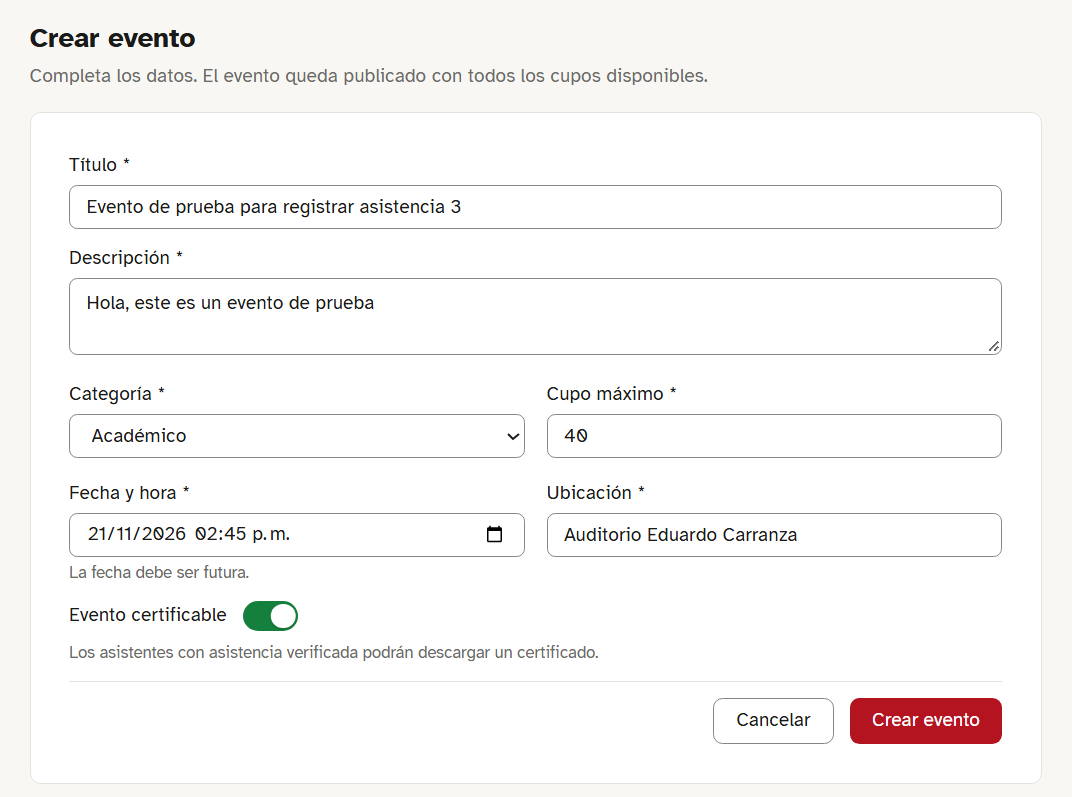 Crear evento
Completa los datos. El evento queda publicado con todos los cupos disponibles.
Título *
Evento de prueba para registrar asistencia 3
Descripción *
Hola, este es un evento de prueba
Categoría *
Cupo máximo *
Académico
40
Fecha y hora *
Ubicación *
21/11/2026 02:45 p.m.
Auditorio Eduardo Carranza
La fecha debe ser futura.
Evento certificable
Los asistentes con asistencia verificada podrán descargar un certificado.
Cancelar
Crear evento